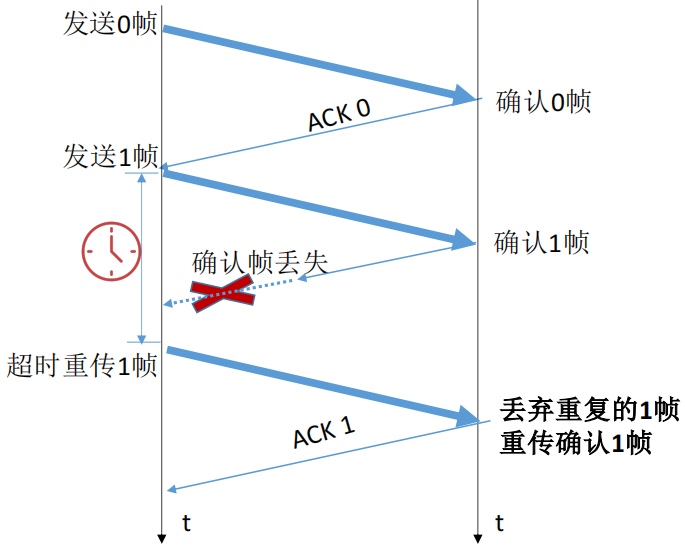 发送0帧
确认0帧
ACK 0
发送1帧
确认1帧
确认帧丢失
超时重传1帧
丢弃重复的1帧
重传确认1帧
ACK 1
t
t